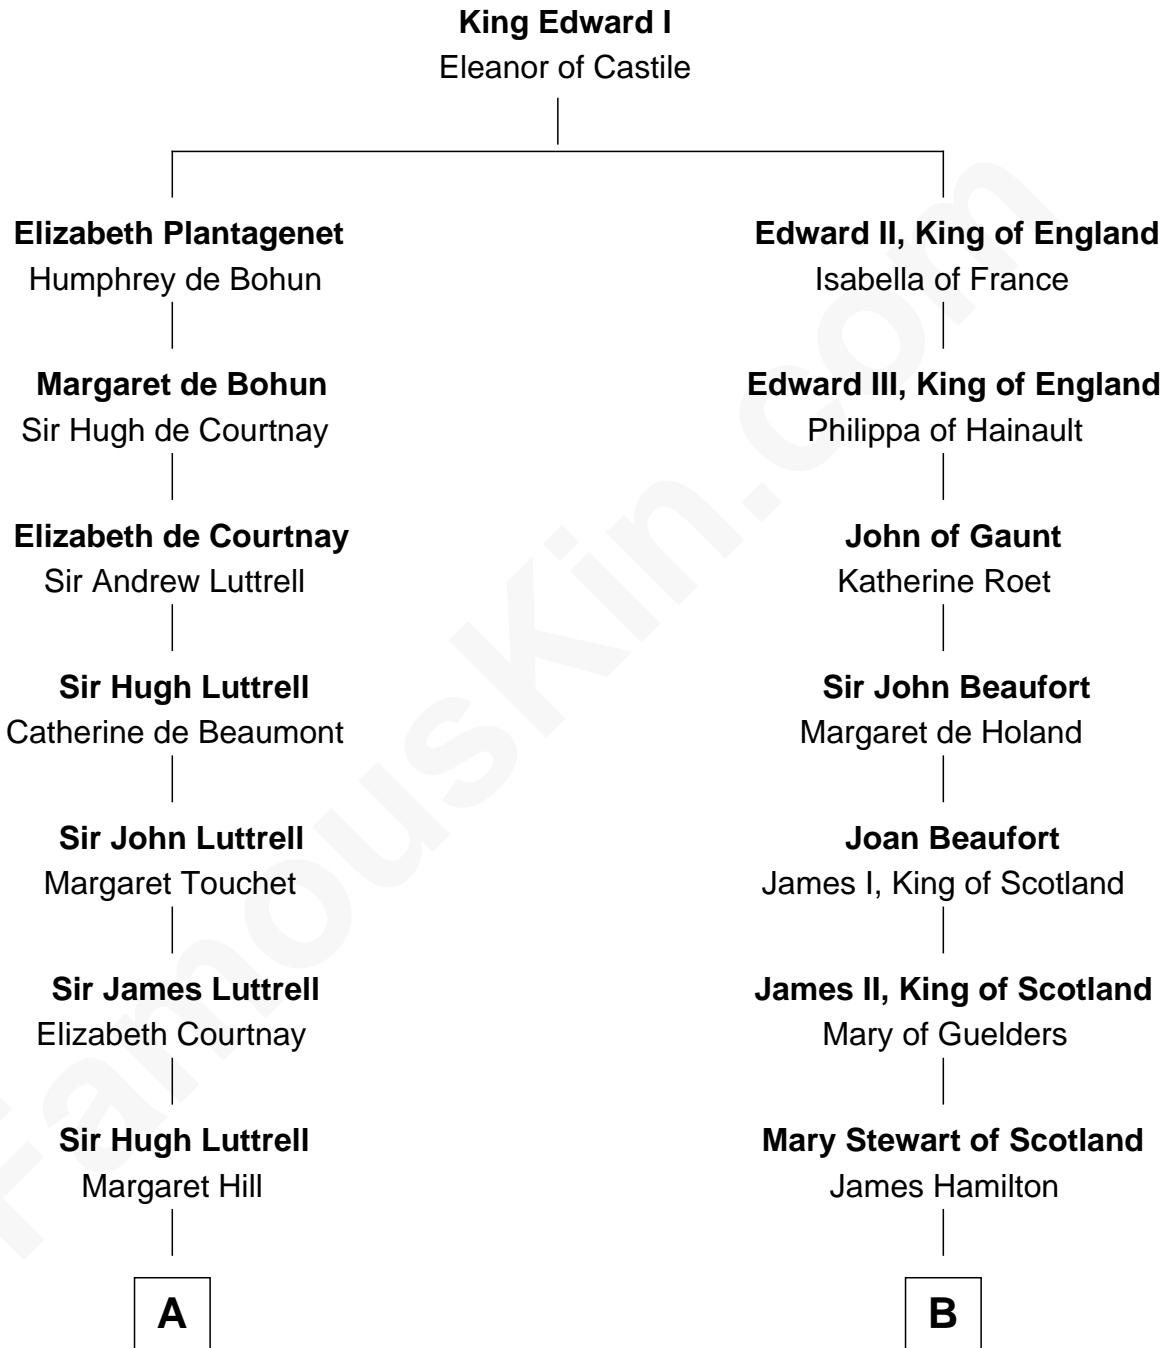 King Edward I
Eleanor of Castile
Elizabeth Plantagenet
Humphrey de Bohun
Edward II, King of England
Isabella of France
Margaret de Bohun
Sir Hugh de Courtnay
Edward III, King of England
Philippa of Hainault
Elizabeth de Courtnay
Sir Andrew Luttrell
John of Gaunt
Katherine Roet
Sir Hugh Luttrell
Catherine de Beaumont
Sir John Beaufort
Margaret de Holand
Sir John Luttrell
Margaret Touchet
Joan Beaufort
James I, King of Scotland
Sir James Luttrell
Elizabeth Courtnay
James II, King of Scotland
Mary of Guelders
Sir Hugh Luttrell
Margaret Hill
Mary Stewart of Scotland
James Hamilton
A
B
FamousKin.com